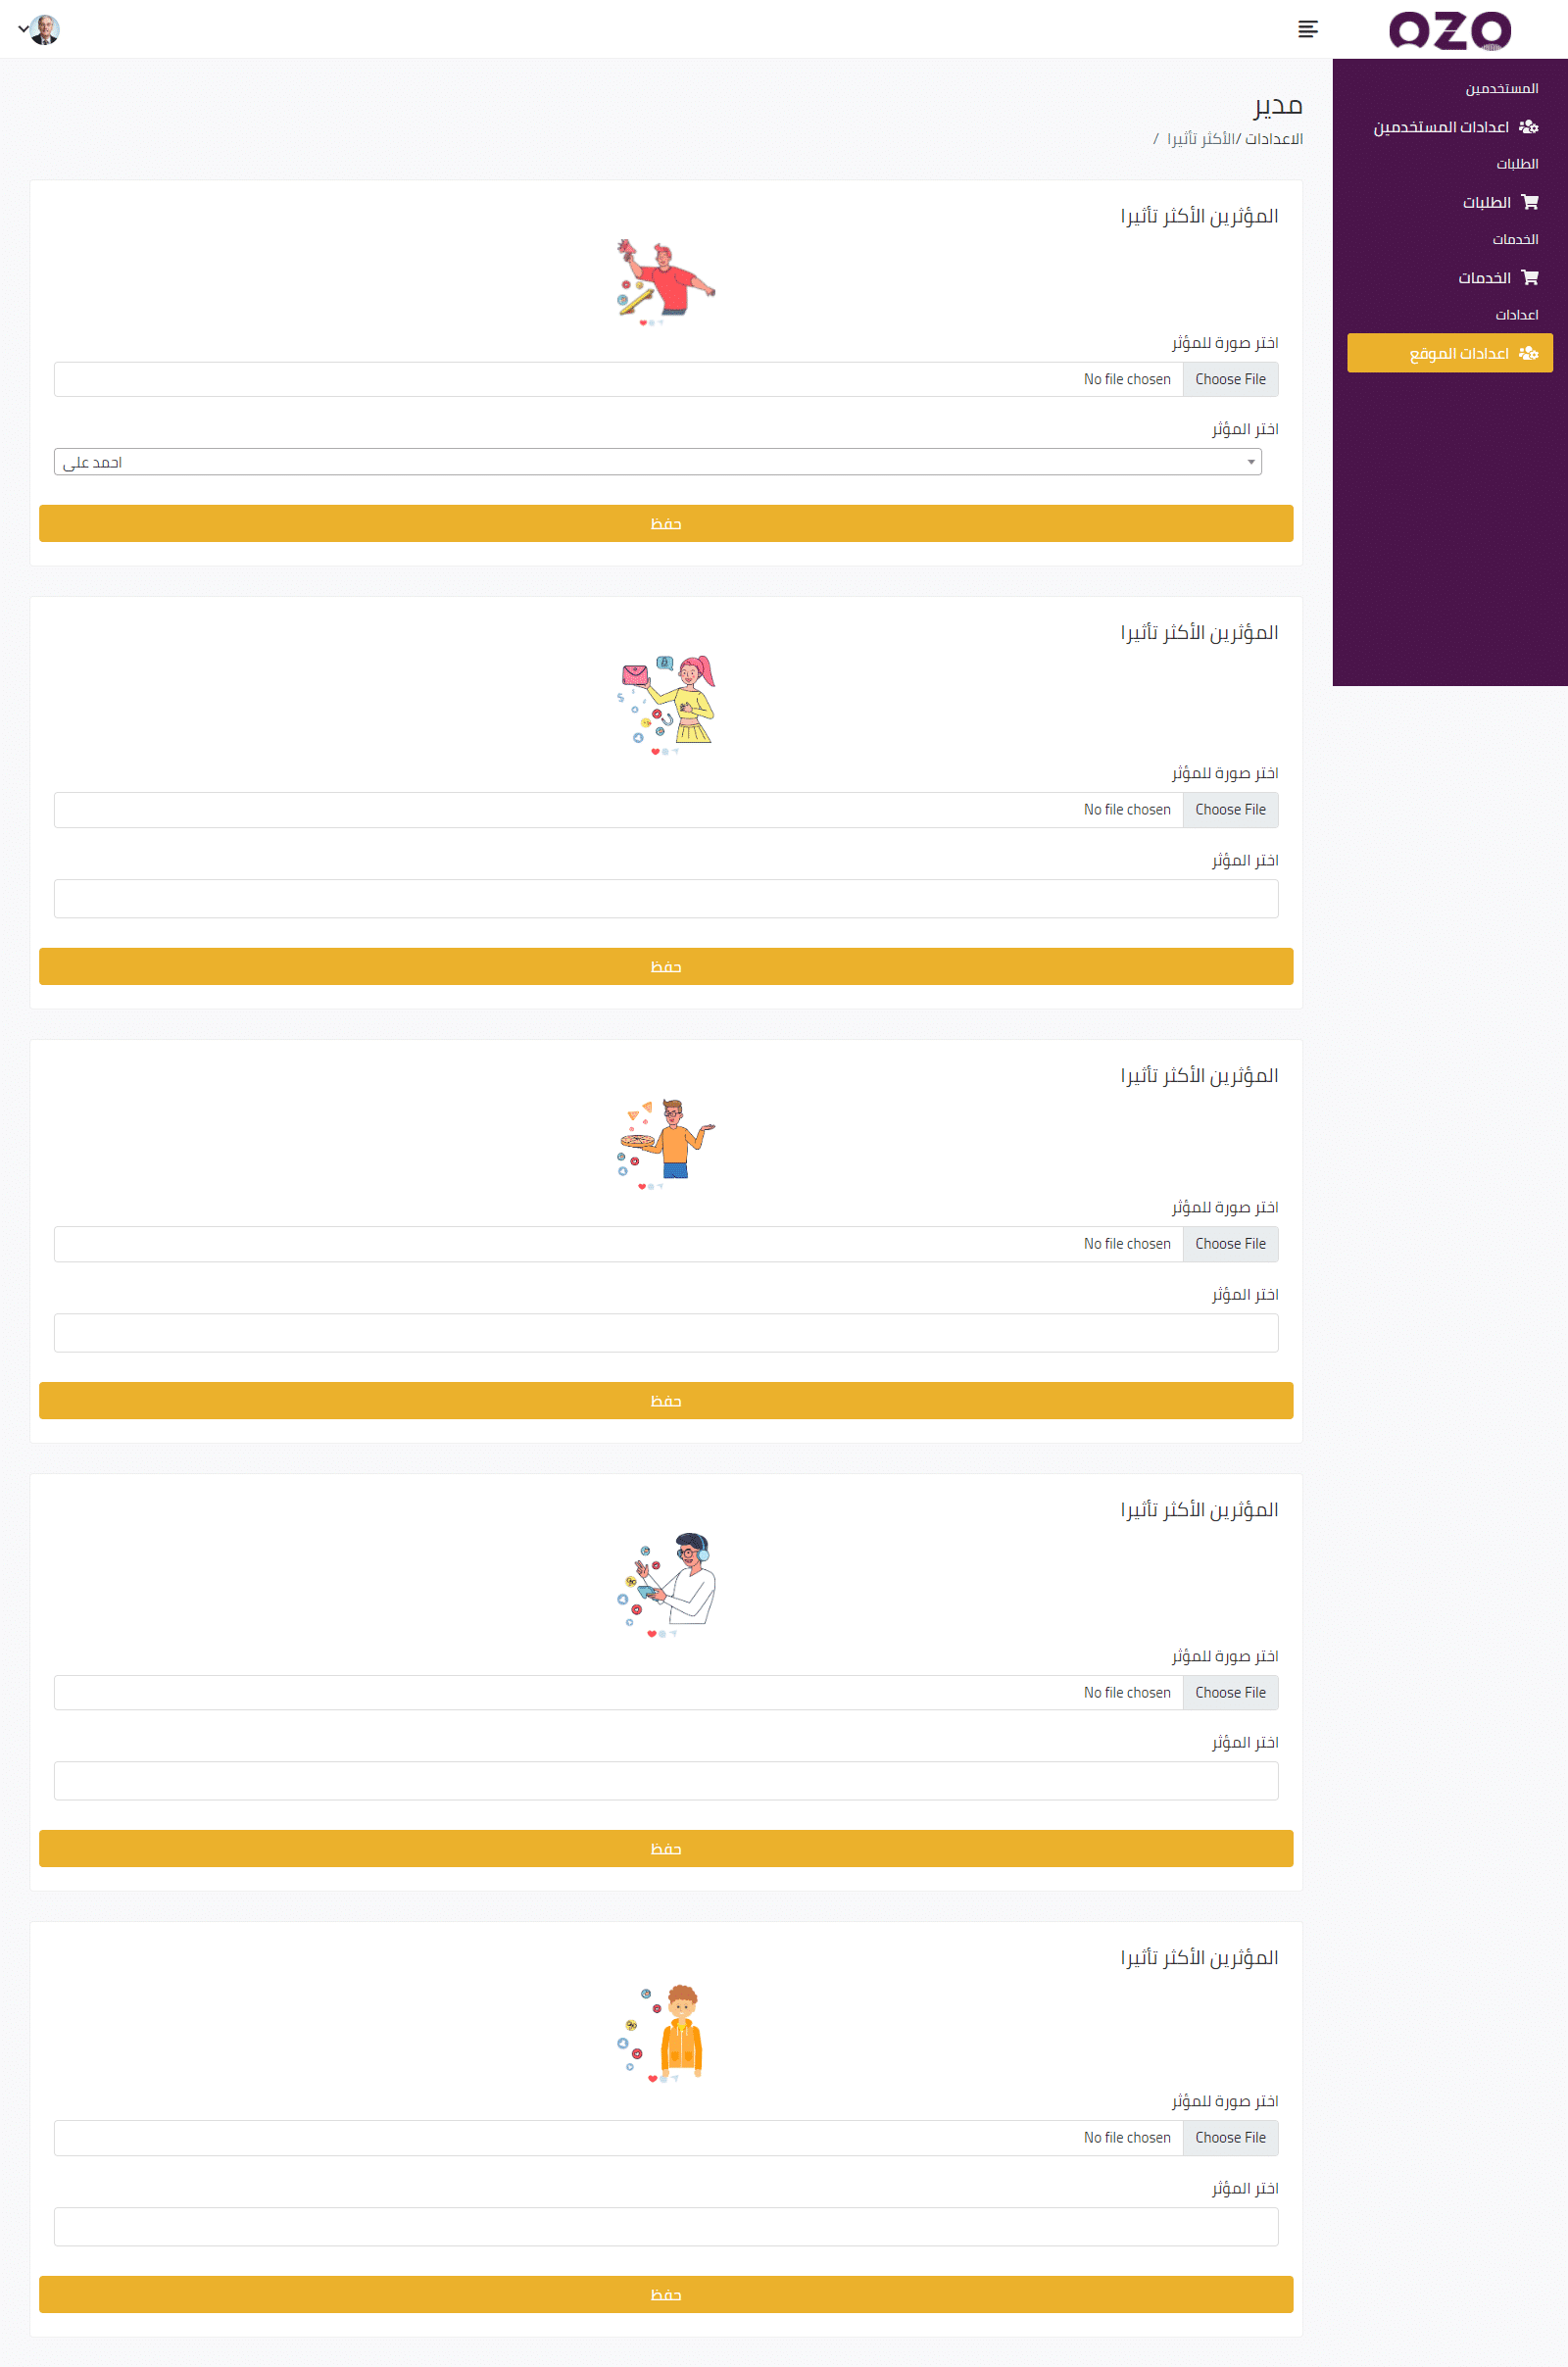 OZO
المستخدمين
اعدادات المستخدمين
الطلبات
الطلبات
الخدمات
الخدمات
اعدادات
اعدادات الموقع
مدير
الاعدادات /الأكثر تأثيرا /
المؤثرين الأكثر تأثيرا
اختر صورة للمؤثر
Choose File No file chosen
اختر المؤثر
احمد على
حفظ
المؤثرين الأكثر تأثيرا
اختر صورة للمؤثر
Choose File No file chosen
اختر المؤثر
حفظ
المؤثرين الأكثر تأثيرا
اختر صورة للمؤثر
Choose File No file chosen
اختر المؤثر
حفظ
المؤثرين الأكثر تأثيرا
اختر صورة للمؤثر
Choose File No file chosen
اختر المؤثر
حفظ
المؤثرين الأكثر تأثيرا
اختر صورة للمؤثر
Choose File No file chosen
اختر المؤثر
حفظ